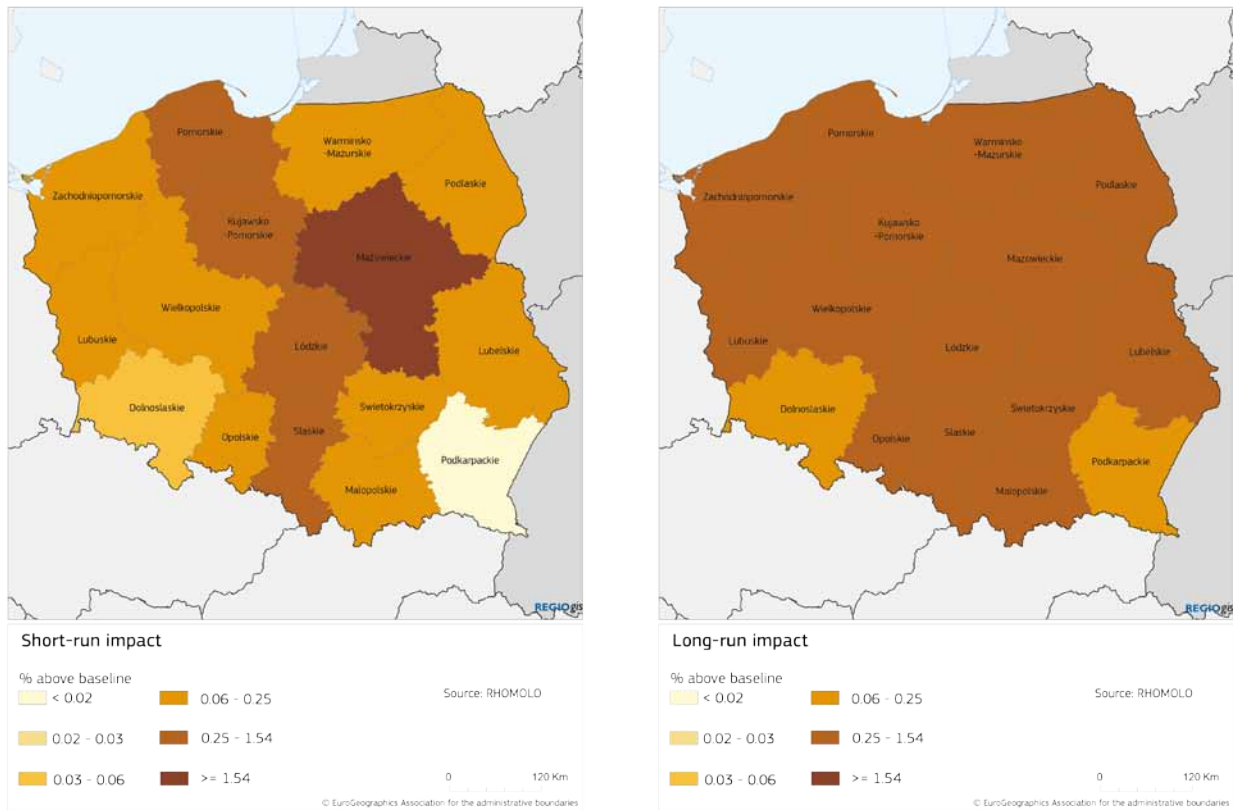 Pomorskie
Warminsko
-Mazurskie
Zachodniopomorskie
Podlaskie
Kujawsko
-Pomorskie
Mazowieckie
Wielkopolskie
Lubuskie
Lódzkie
Lubelskie
Dolnoslaskie
Swietokrzyskie
Opolskie
Slaskie
Podkarpackie
Malopolskie
REGIOgis
Short-run impact
% above baseline
< 0.02
0.06 - 0.25
Source: RHOMOLO
0.02 - 0.03
0.25 - 1.54
0.03 - 0.06
>= 1.54
0 120 Km
© EuroGeographics Association for the administrative boundaries
Pomorskie
Warminsko
-Mazurskie
Podlaskie
Zachodniopomorskie
Kujawsko
-Pomorskie
Mazowieckie
Wielkopolskie
Lubuskie
Lódzkie
Lubelskie
Dolnoslaskie
Swietokrzyskie
Slaskie
Opolskie
Podkarpackie
Malopolskie
REGIOgis
Long-run impact
% above baseline
< 0.02
0.06 - 0.25
Source: RHOMOLO
0.02 - 0.03
0.25 - 1.54
0.03 - 0.06
>= 1.54
0 120 Km
© EuroGeographics Association for the administrative boundaries